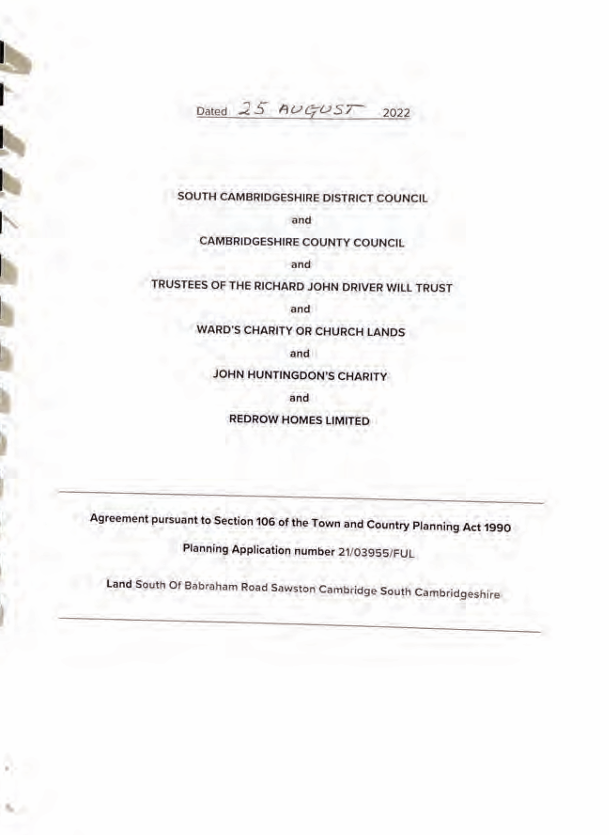 Dated 25 AUGUST 2022
SOUTH CAMBRIDGESHIRE DISTRICT COUNCIL
and
CAMBRIDGESHIRE COUNTY COUNCIL
and
TRUSTEES OF THE RICHARD JOHN DRIVER WILL TRUST
and
WARD'S CHARITY OR CHURCH LANDS
and
JOHN HUNTINGDON'S CHARITY
and
REDROW HOMES LIMITED
Agreement pursuant to Section 106 of the Town and Country Planning Act 1990
Planning Application number 21/03955/FUL
Land South Of Babraham Road Sawston Cambridge South Cambridgeshire